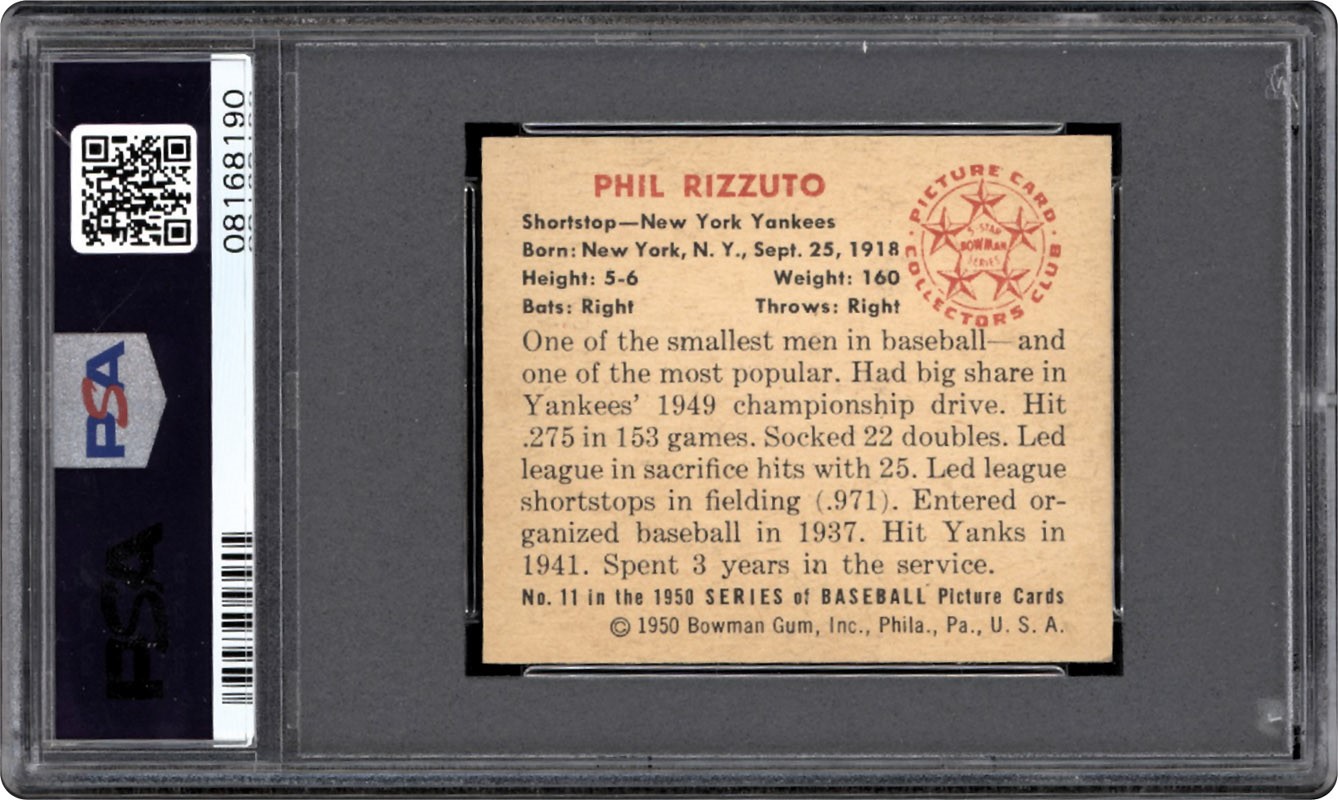 PHIL RIZZUTO
Shortstop—New York Yankees
Born: New York, N. Y., Sept. 25, 1918
Height: 5-6 Weight: 160
Bats: Right Throws: Right
PICTURE CARD
COLLECTORS CLUB
5-STAR
BOWMAN
SERIES
One of the smallest men in baseball—and
one of the most popular. Had big share in
Yankees’ 1949 championship drive. Hit
.275 in 153 games. Socked 22 doubles. Led
league in sacrifice hits with 25. Led league
shortstops in fielding (.971). Entered or-
ganized baseball in 1937. Hit Yanks in
1941. Spent 3 years in the service.
No. 11 in the 1950 SERIES of BASEBALL Picture Cards
© 1950 Bowman Gum, Inc., Phila., Pa., U. S. A.
08168190
PSA
PSA